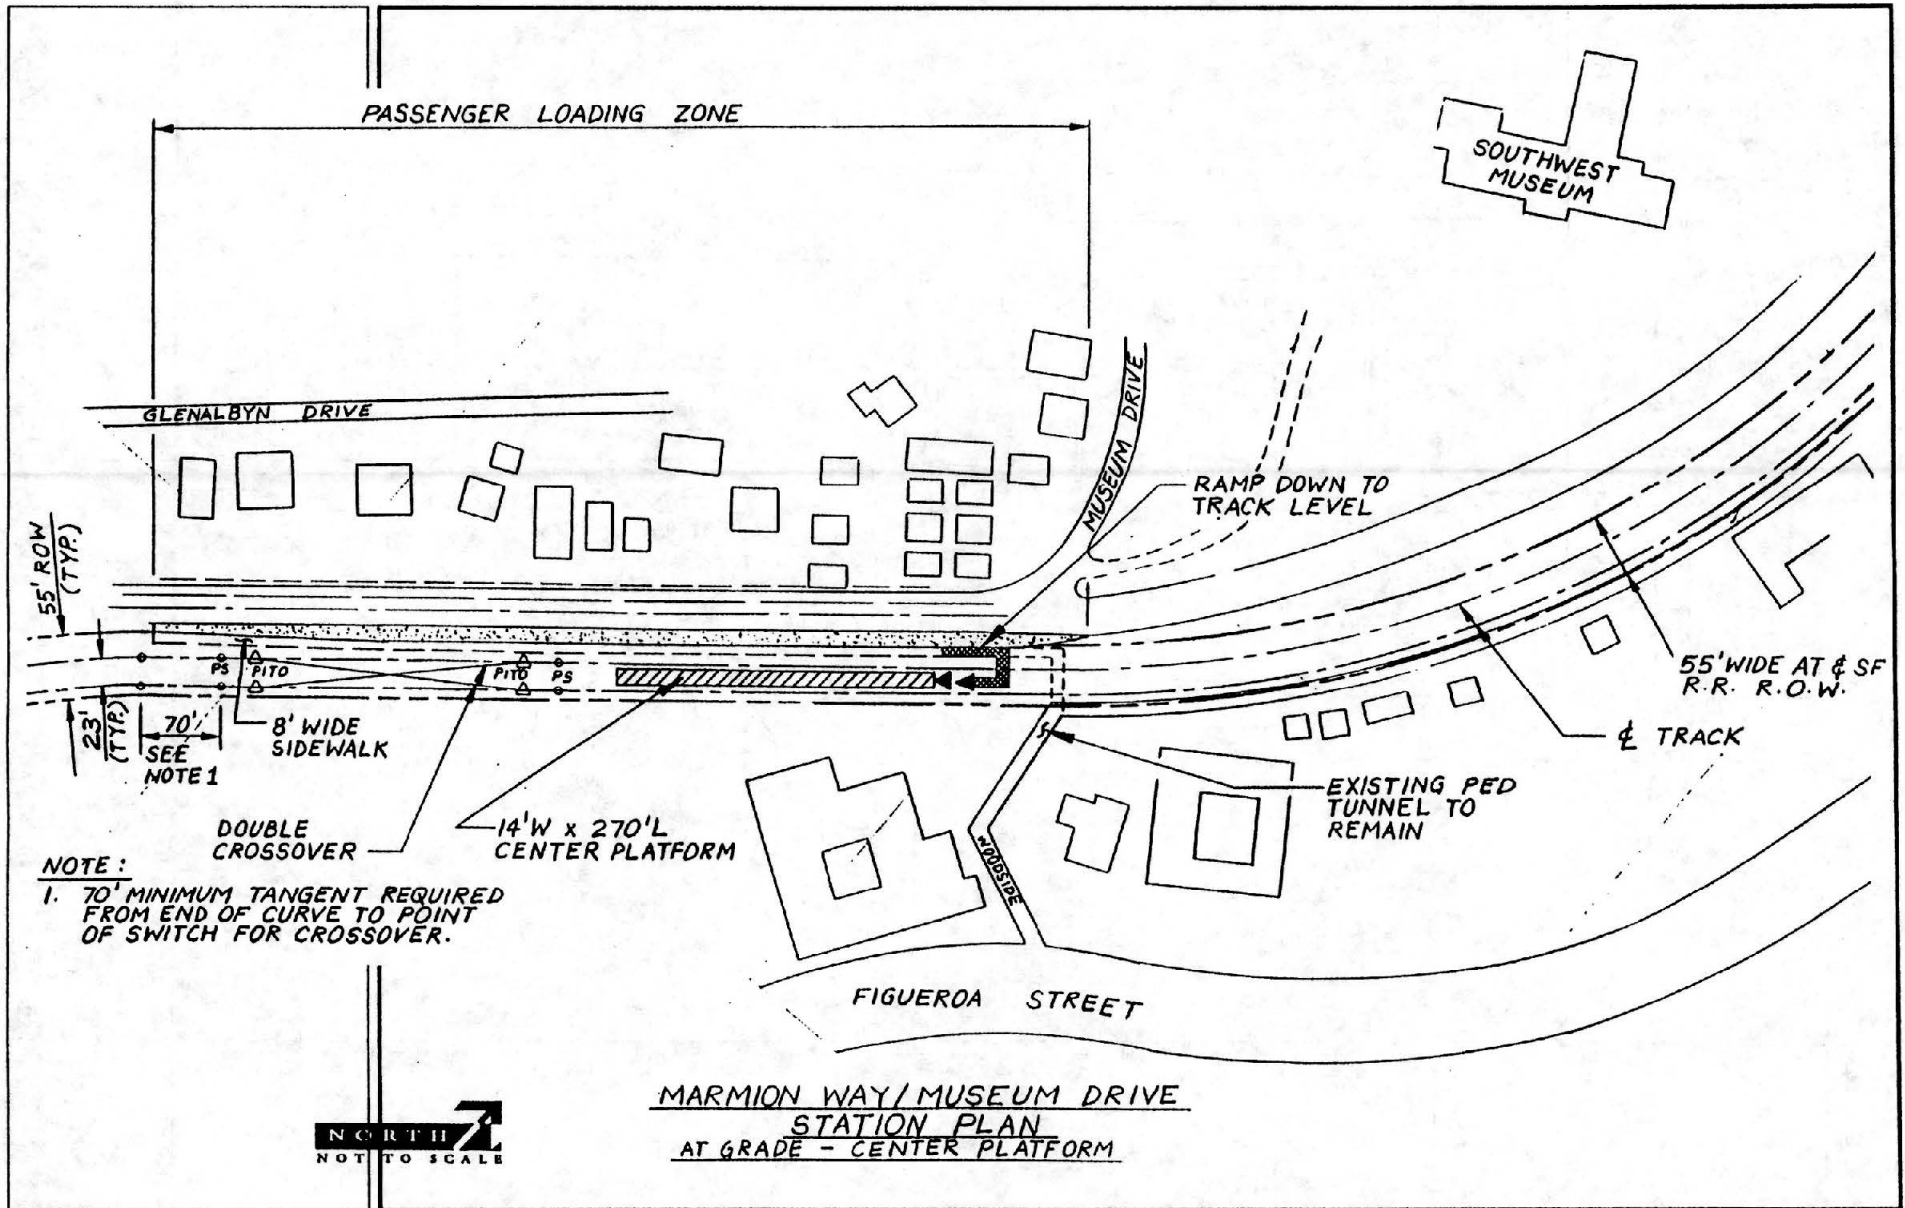 PASSENGER LOADING ZONE
SOUTHWEST
MUSEUM
GLENALBYN DRIVE
MUSEUM DRIVE
RAMP DOWN TO
TRACK LEVEL
55' ROW
(TYP.)
PS
PITO
PITO
PS
23'
(TYP.)
70'
SEE
NOTE 1
8' WIDE
SIDEWALK
55' WIDE AT ℄ SF
R.R. R.O.W.
℄ TRACK
EXISTING PED
TUNNEL TO
REMAIN
DOUBLE
CROSSOVER
14'W x 270'L
CENTER PLATFORM
WOODSIDE
NOTE:
1. 70' MINIMUM TANGENT REQUIRED
FROM END OF CURVE TO POINT
OF SWITCH FOR CROSSOVER.
FIGUEROA STREET
NORTH
NOT TO SCALE
MARMION WAY/MUSEUM DRIVE
STATION PLAN
AT GRADE - CENTER PLATFORM